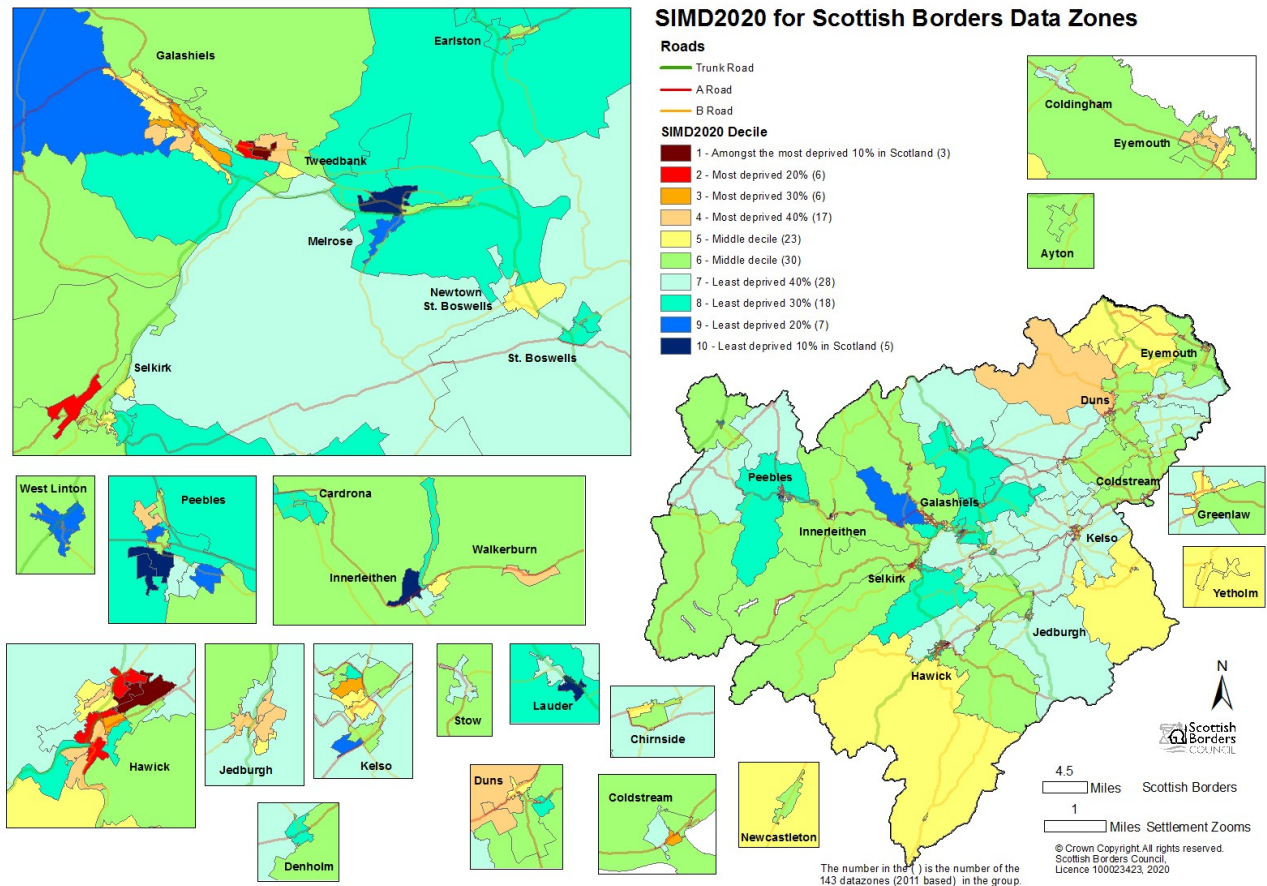 SIMD2020 for Scottish Borders Data Zones
Roads
Trunk Road
A Road
B Road
SIMD2020 Decile
1 - Amongst the most deprived 10% in Scotland (3)
2 - Most deprived 20% (6)
3 - Most deprived 30% (6)
4 - Most deprived 40% (17)
5 - Middle decile (23)
6 - Middle decile (30)
7 - Least deprived 40% (28)
8 - Least deprived 30% (18)
9 - Least deprived 20% (7)
10 - Least deprived 10% in Scotland (5)
Galashiels
Earlston
Tweedbank
Melrose
Newtown
St. Boswells
St. Boswells
Selkirk
Coldingham
Eyemouth
Ayton
West Linton
Peebles
Cardrona
Walkerburn
Innerleithen
Hawick
Jedburgh
Kelso
Stow
Lauder
Chirnside
Denholm
Duns
Coldstream
Newcastleton
Greenlaw
Yetholm
Eyemouth
Duns
Peebles
Coldstream
Galashiels
Innerleithen
Kelso
Selkirk
Jedburgh
Hawick
N
Scottish
Borders
COUNCIL
4.5
Miles Scottish Borders
1
Miles Settlement Zooms
© Crown Copyright.All rights reserved.
Scottish Borders Council,
Licence 100023423, 2020
The number in the ( ) is the number of the
143 datazones (2011 based) in the group.